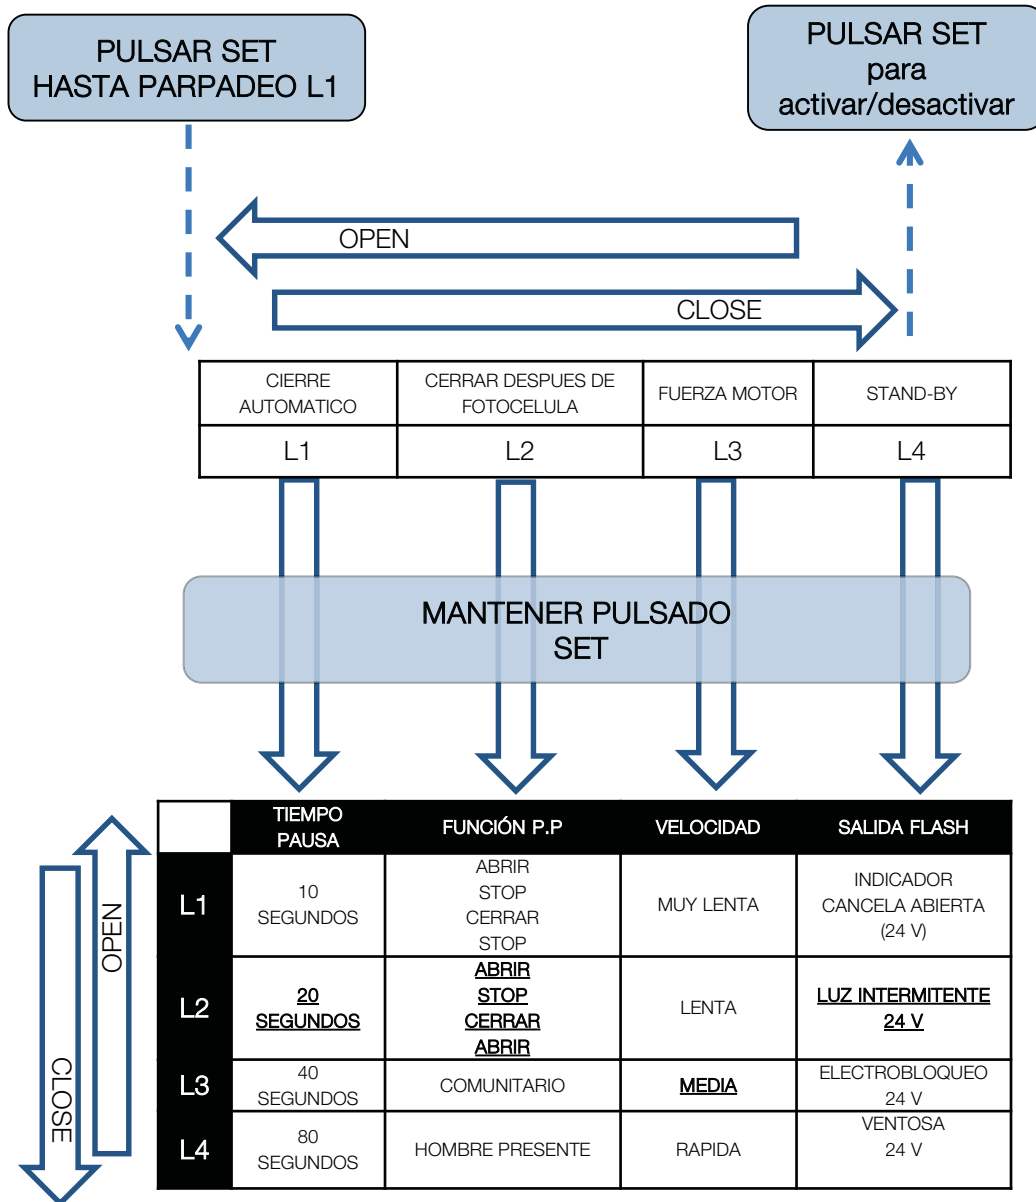 PULSAR SET
HASTA PARPADEO L1
PULSAR SET
para
activar/desactivar
OPEN
CLOSE
CIERRE
AUTOMATICO
CERRAR DESPUES DE
FOTOCELULA
FUERZA MOTOR
STAND-BY
L1
L2
L3
L4
MANTENER PULSADO
SET
TIEMPO
PAUSA
FUNCIÓN P.P
VELOCIDAD
SALIDA FLASH
OPEN
CLOSE
L1
10
SEGUNDOS
ABRIR
STOP
CERRAR
STOP
MUY LENTA
INDICADOR
CANCELA ABIERTA
(24 V)
L2
20
SEGUNDOS
ABRIR
STOP
CERRAR
ABRIR
LENTA
LUZ INTERMITENTE
24 V
L3
40
SEGUNDOS
COMUNITARIO
MEDIA
ELECTROBLOQUEO
24 V
L4
80
SEGUNDOS
HOMBRE PRESENTE
RAPIDA
VENTOSA
24 V